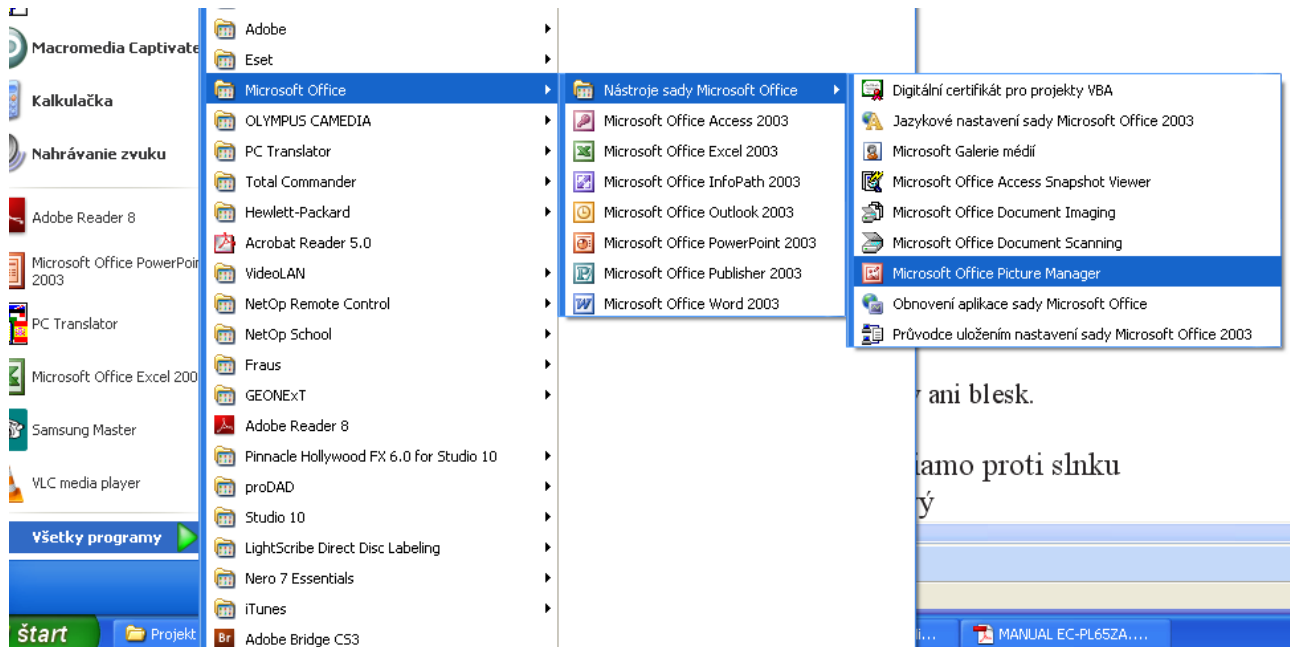 Macromedia Captivate
Kalkulačka
Nahrávanie zvuku
Adobe Reader 8
Microsoft Office PowerPoin
2003
PC Translator
Microsoft Office Excel 200
Samsung Master
VLC media player
Všetky programy
Adobe
Eset
Microsoft Office
OLYMPUS CAMEDIA
PC Translator
Total Commander
Hewlett-Packard
Acrobat Reader 5.0
VideoLAN
NetOp Remote Control
NetOp School
Fraus
GEONExT
Adobe Reader 8
Pinnacle Hollywood FX 6.0 for Studio 10
proDAD
Studio 10
LightScribe Direct Disc Labeling
Nero 7 Essentials
iTunes
Adobe Bridge CS3
Nástroje sady Microsoft Office
Microsoft Office Access 2003
Microsoft Office Excel 2003
Microsoft Office InfoPath 2003
Microsoft Office Outlook 2003
Microsoft Office PowerPoint 2003
Microsoft Office Publisher 2003
Microsoft Office Word 2003
Digitální certifikát pro projekty VBA
Jazykové nastavení sady Microsoft Office 2003
Microsoft Galerie médií
Microsoft Office Access Snapshot Viewer
Microsoft Office Document Imaging
Microsoft Office Document Scanning
Microsoft Office Picture Manager
Obnovení aplikace sady Microsoft Office
Průvodce uložením nastavení sady Microsoft Office 2003
ani blesk.
iamo proti slnku
ý
štart
Projekt
i...
MANUAL EC-PL65ZA....